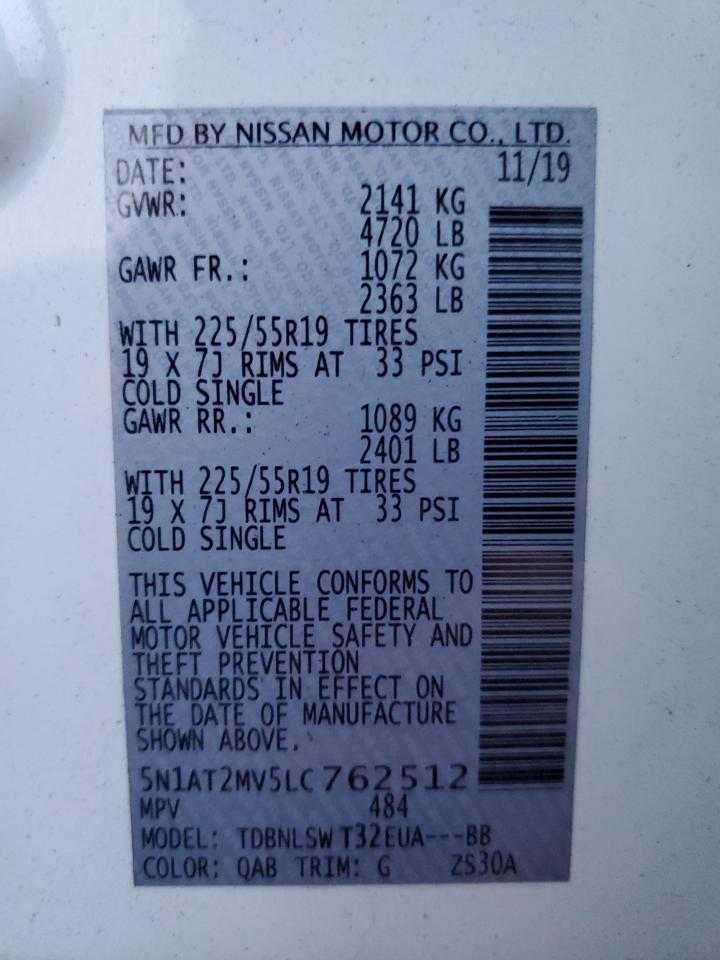 MFD BY NISSAN MOTOR CO., LTD.
DATE: 11/19
GVWR: 2141 KG
4720 LB
GAWR FR.: 1072 KG
2363 LB
WITH 225/55R19 TIRES
19 X 7J RIMS AT 33 PSI
COLD SINGLE
GAWR RR.: 1089 KG
2401 LB
WITH 225/55R19 TIRES
19 X 7J RIMS AT 33 PSI
COLD SINGLE
THIS VEHICLE CONFORMS TO
ALL APPLICABLE FEDERAL
MOTOR VEHICLE SAFETY AND
THEFT PREVENTION
STANDARDS IN EFFECT ON
THE DATE OF MANUFACTURE
SHOWN ABOVE.
5N1AT2MV5LC762512
MPV 484
MODEL: TDBNLSW T32EUA---BB
COLOR: QAB TRIM: G ZS30A